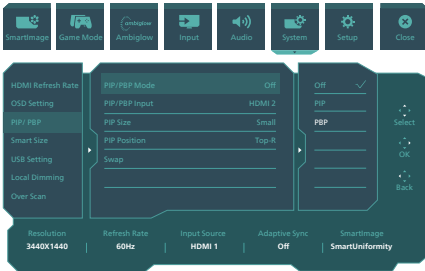 ambiglow
SmartImage Game Mode Ambiglow Input Audio System Setup Close
HDMI Refresh Rate PIP/PBP Mode Off Off
OSD Setting PIP/PBP Input HDMI 2 PIP
PIP/ PBP PIP Size Small PBP Select
Smart Size PIP Position Top-R
OK
USB Setting Swap
Local Dimming Back
Over Scan
Resolution Refresh Rate Input Source Adaptive Sync SmartImage
3440X1440 | 60Hz | HDMI 1 | Off | SmartUniformity